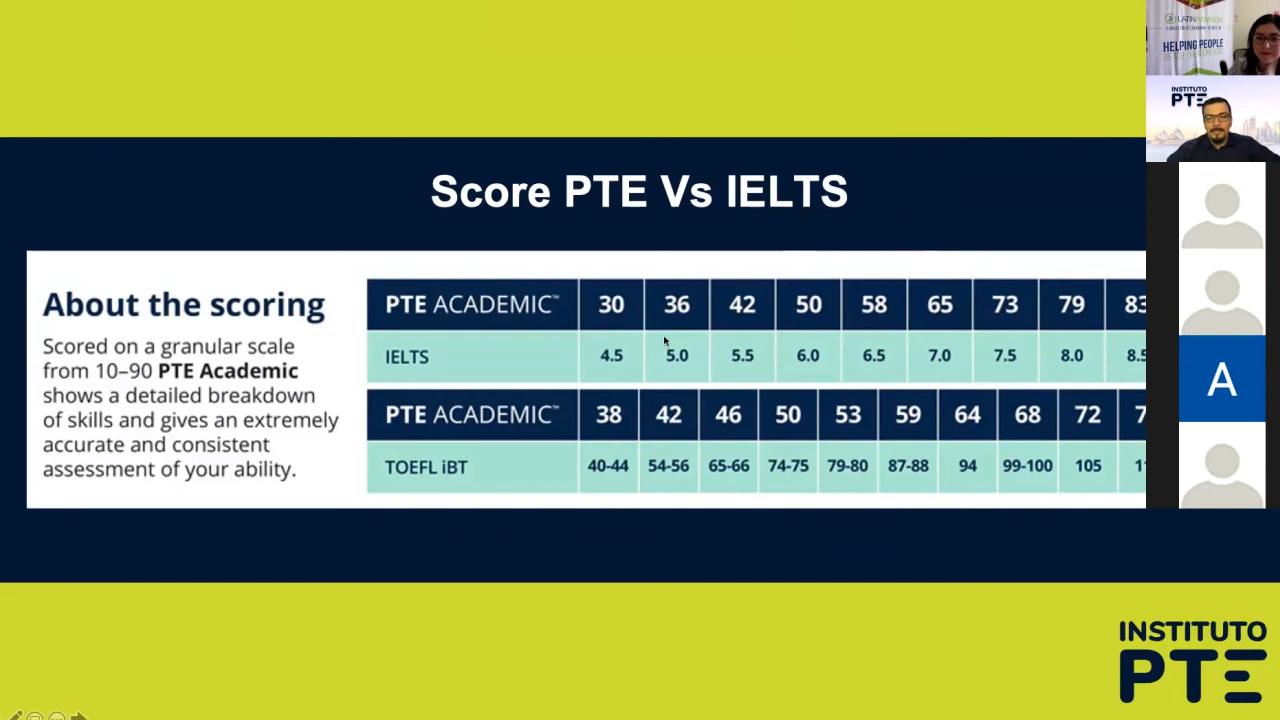 LATIN
HELPING PEOPLE
INSTITUTO
PTE
Score PTE Vs IELTS
About the scoring
Scored on a granular scale
from 10–90 PTE Academic
shows a detailed breakdown
of skills and gives an extremely
accurate and consistent
assessment of your ability.
PTE ACADEMIC™ 30 36 42 50 58 65 73 79 83
IELTS 4.5 5.0 5.5 6.0 6.5 7.0 7.5 8.0 8.5
PTE ACADEMIC™ 38 42 46 50 53 59 64 68 72
TOEFL iBT 40-44 54-56 65-66 74-75 79-80 87-88 94 99-100 105
A
INSTITUTO
PTE